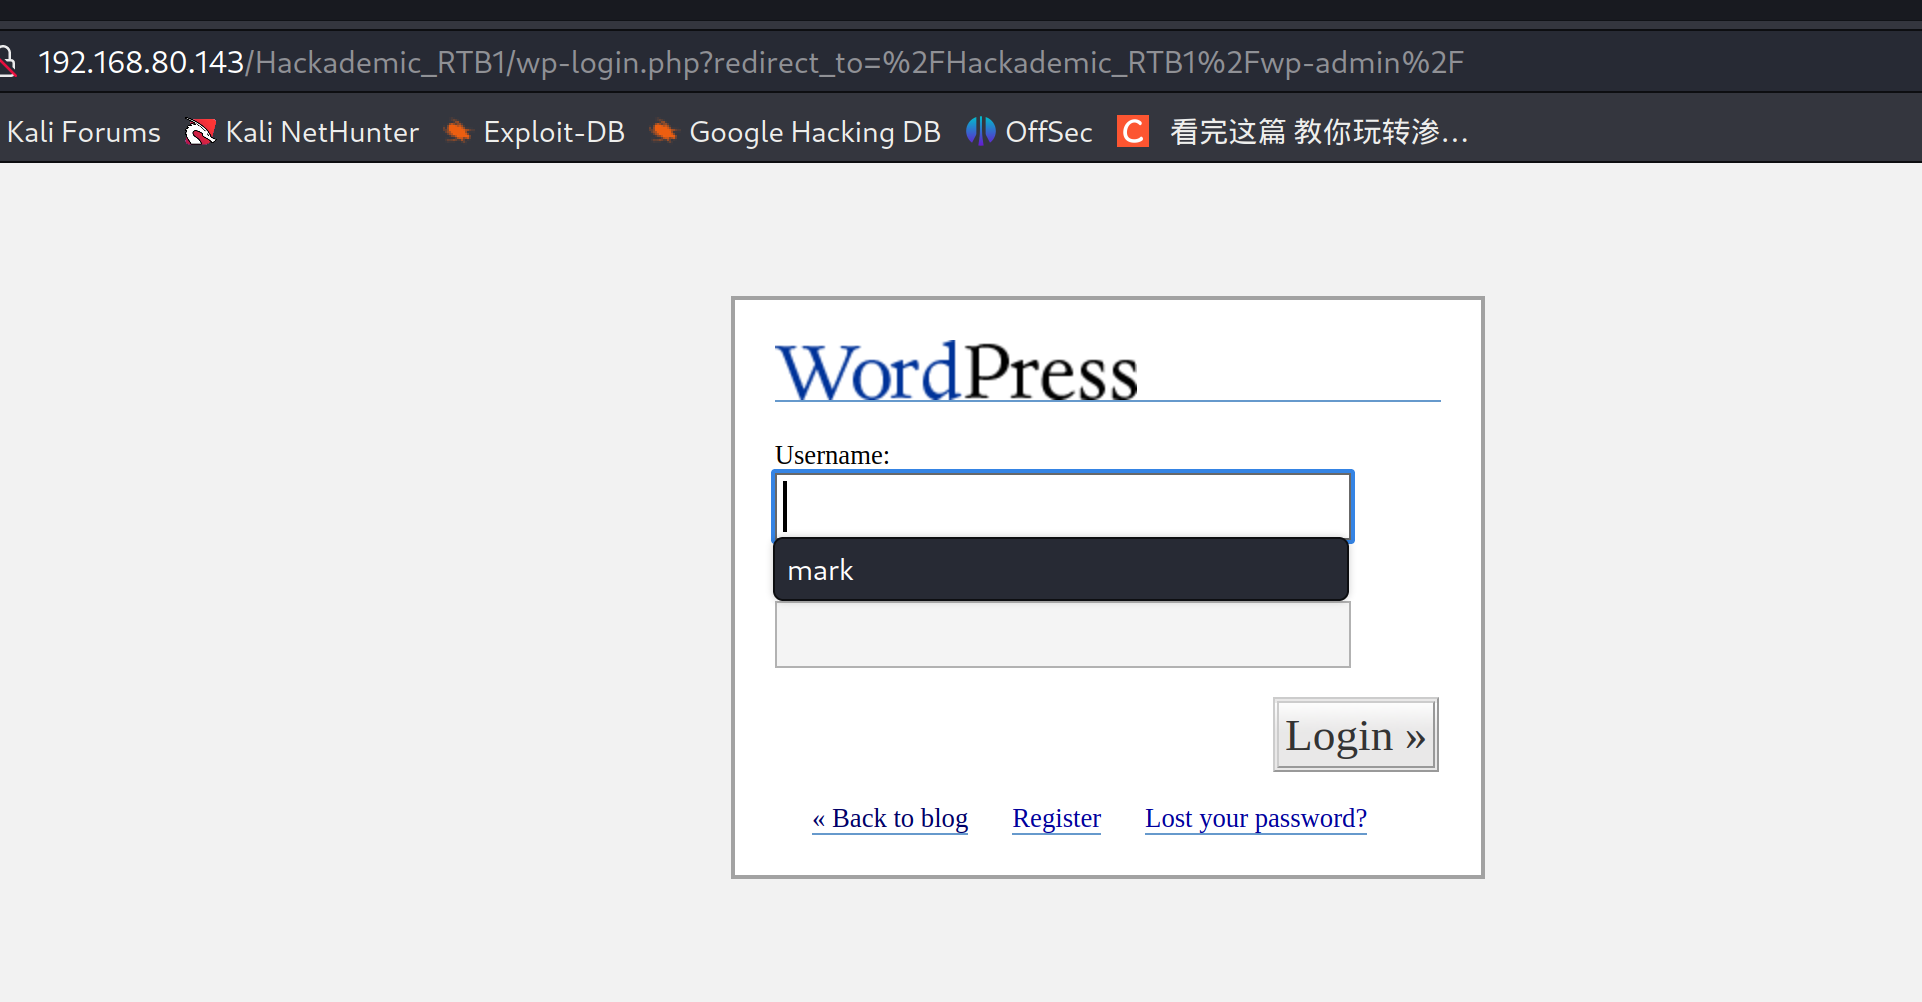 192.168.80.143/Hackademic_RTB1/wp-login.php?redirect_to=%2FHackademic_RTB1%2Fwp-admin%2F
Kali Forums Kali NetHunter Exploit-DB Google Hacking DB OffSec C 看完这篇 教你玩转渗…
WordPress
Username:
mark
Login »
« Back to blog Register Lost your password?